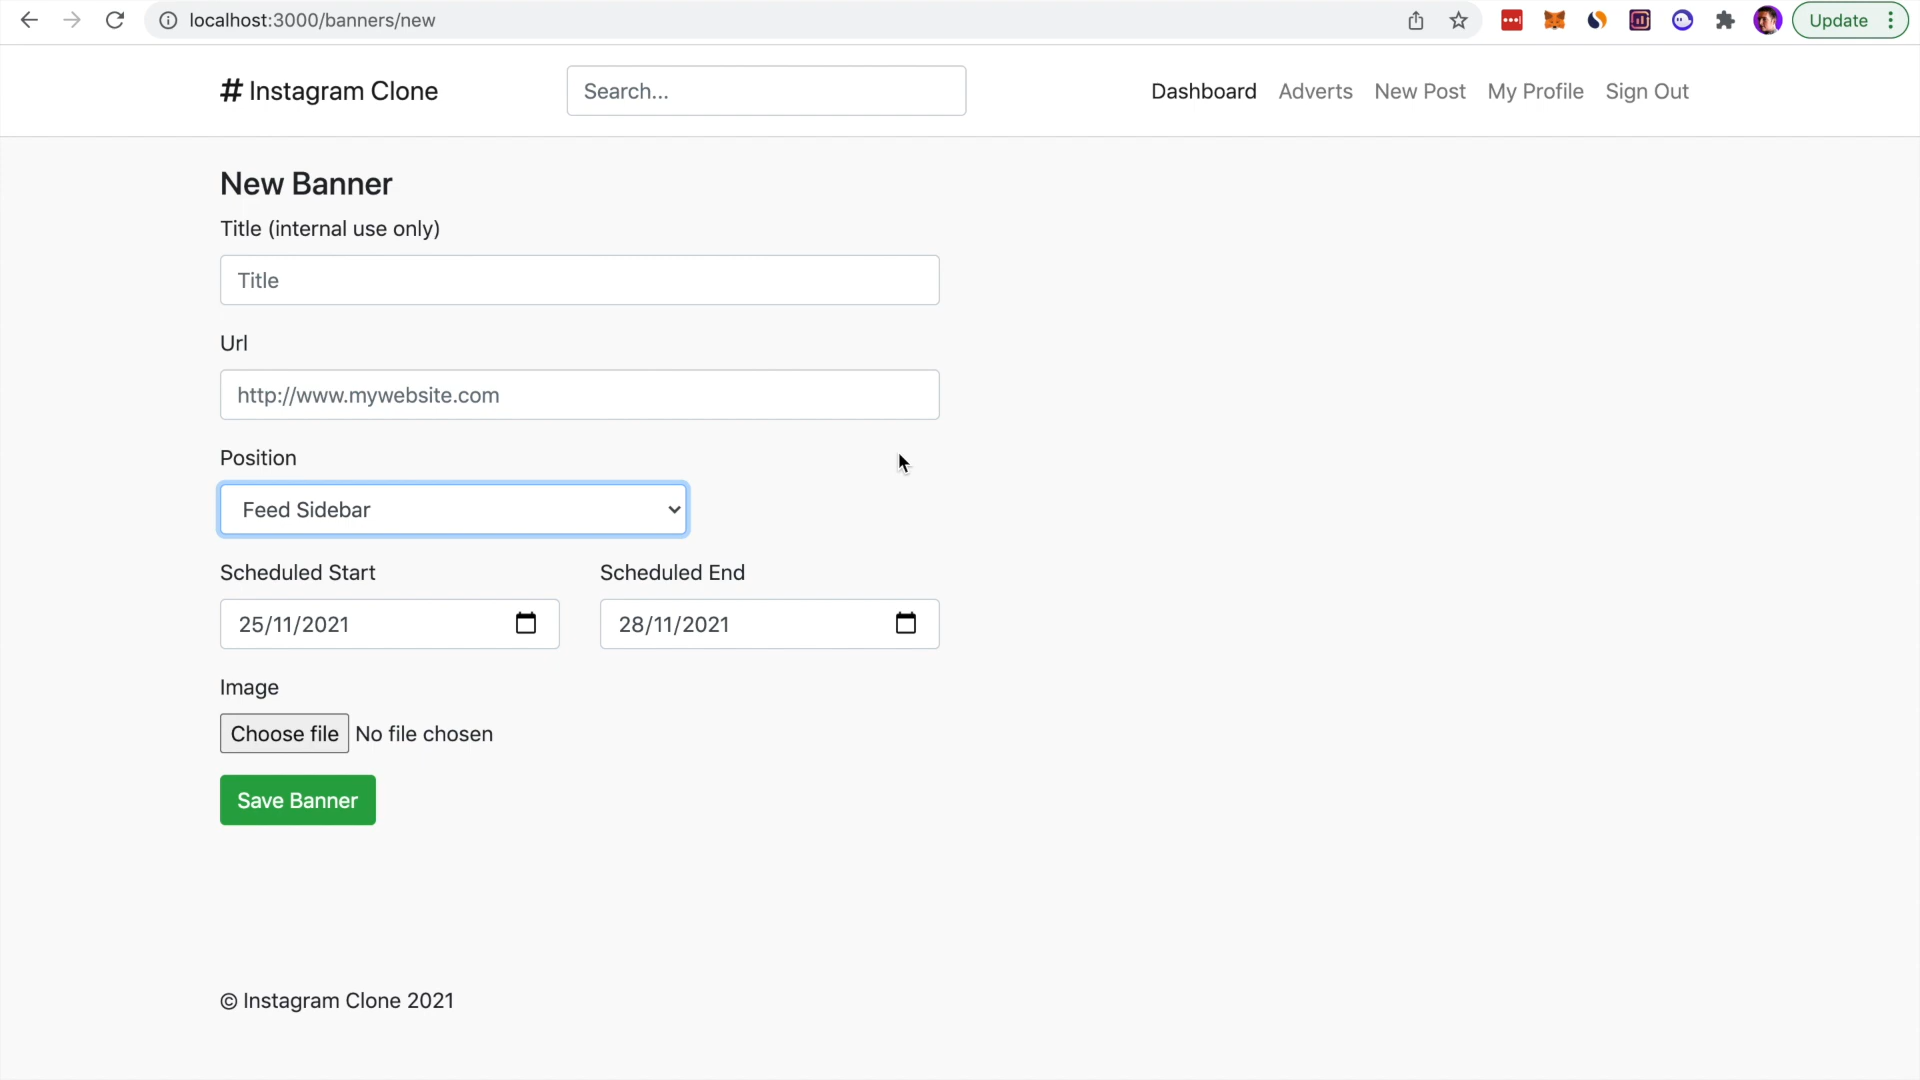 localhost:3000/banners/new
Update
# Instagram Clone
Search...
Dashboard
Adverts
New Post
My Profile
Sign Out
New Banner
Title (internal use only)
Title
Url
http://www.mywebsite.com
Position
Feed Sidebar
Scheduled Start
Scheduled End
25/11/2021
28/11/2021
Image
Choose file No file chosen
Save Banner
© Instagram Clone 2021